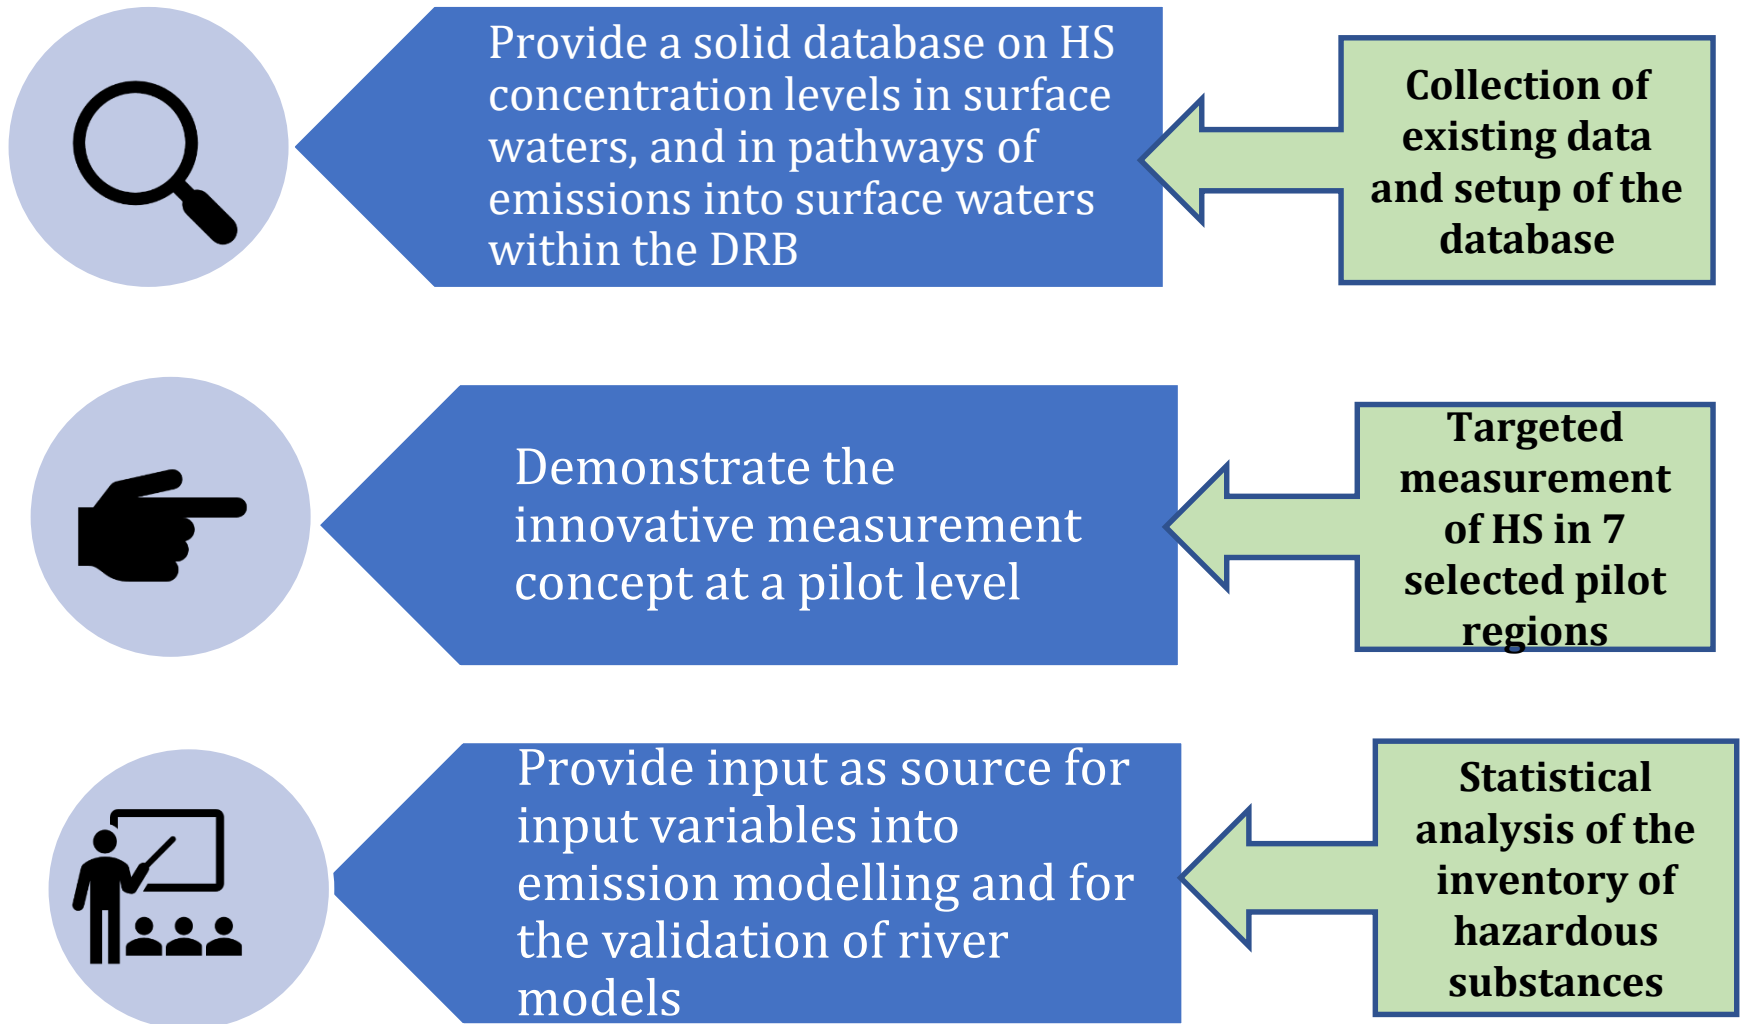 Provide a solid database on HS
concentration levels in surface
waters, and in pathways of
emissions into surface waters
within the DRB
Collection of
existing data
and setup of the
database
Demonstrate the
innovative measurement
concept at a pilot level
Targeted
measurement
of HS in 7
selected pilot
regions
Provide input as source for
input variables into
emission modelling and for
the validation of river
models
Statistical
analysis of the
inventory of
hazardous
substances